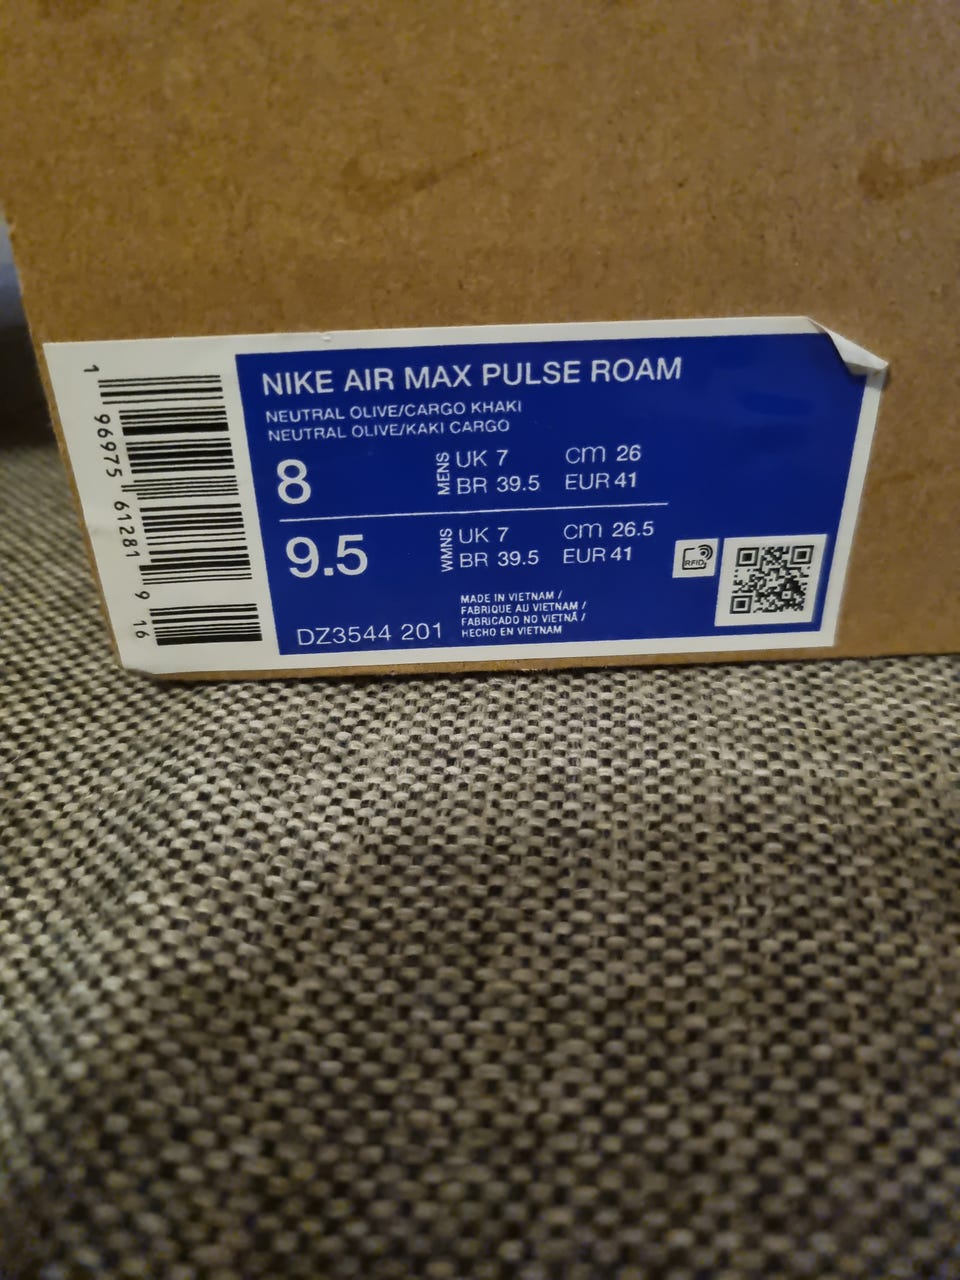 NIKE AIR MAX PULSE ROAM
NEUTRAL OLIVE/CARGO KHAKI
NEUTRAL OLIVE/KAKI CARGO
8 MENS UK 7 cm 26
BR 39.5 EUR 41
9.5 WMNS UK 7 cm 26.5
BR 39.5 EUR 41
RFID
MADE IN VIETNAM /
FABRIQUE AU VIETNAM /
FABRICADO NO VIETNÃ /
HECHO EN VIETNAM
DZ3544 201
1 96975 61281 9 16